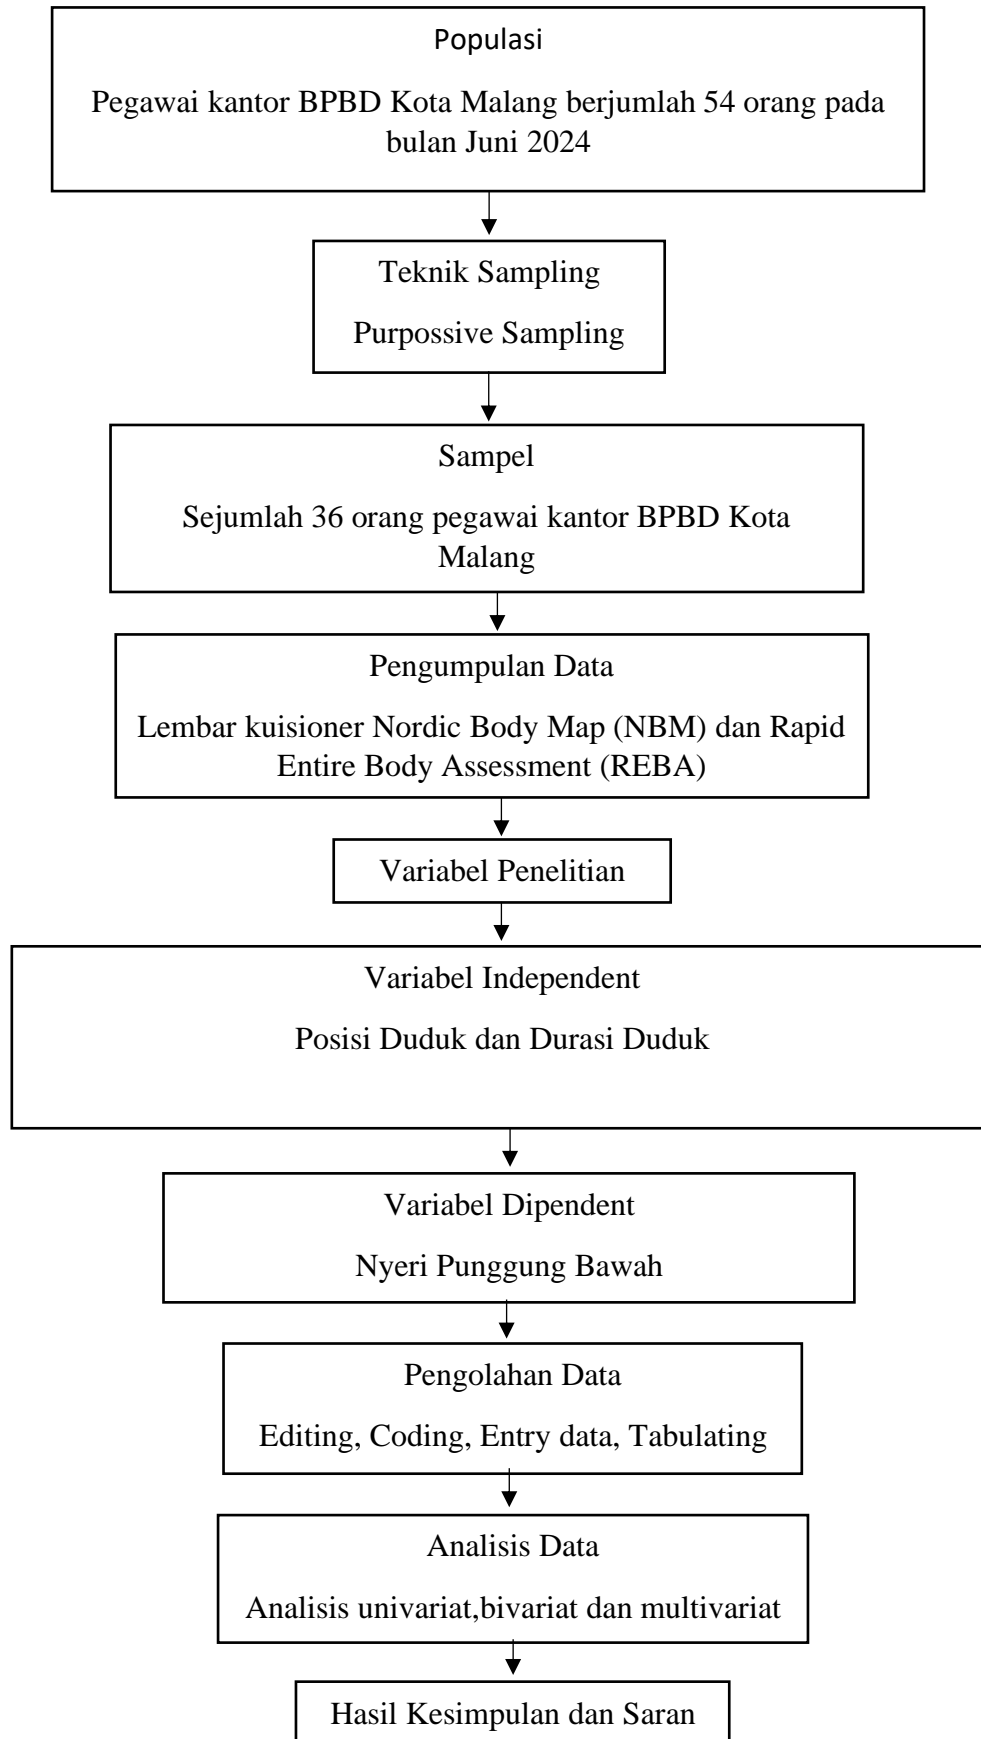 Populasi
Pegawai kantor BPBD Kota Malang berjumlah 54 orang pada
bulan Juni 2024
Teknik Sampling
Purpossive Sampling
Sampel
Sejumlah 36 orang pegawai kantor BPBD Kota
Malang
Pengumpulan Data
Lembar kuisioner Nordic Body Map (NBM) dan Rapid
Entire Body Assessment (REBA)
Variabel Penelitian
Variabel Independent
Posisi Duduk dan Durasi Duduk
Variabel Dipendent
Nyeri Punggung Bawah
Pengolahan Data
Editing, Coding, Entry data, Tabulating
Analisis Data
Analisis univariat,bivariat dan multivariat
Hasil Kesimpulan dan Saran